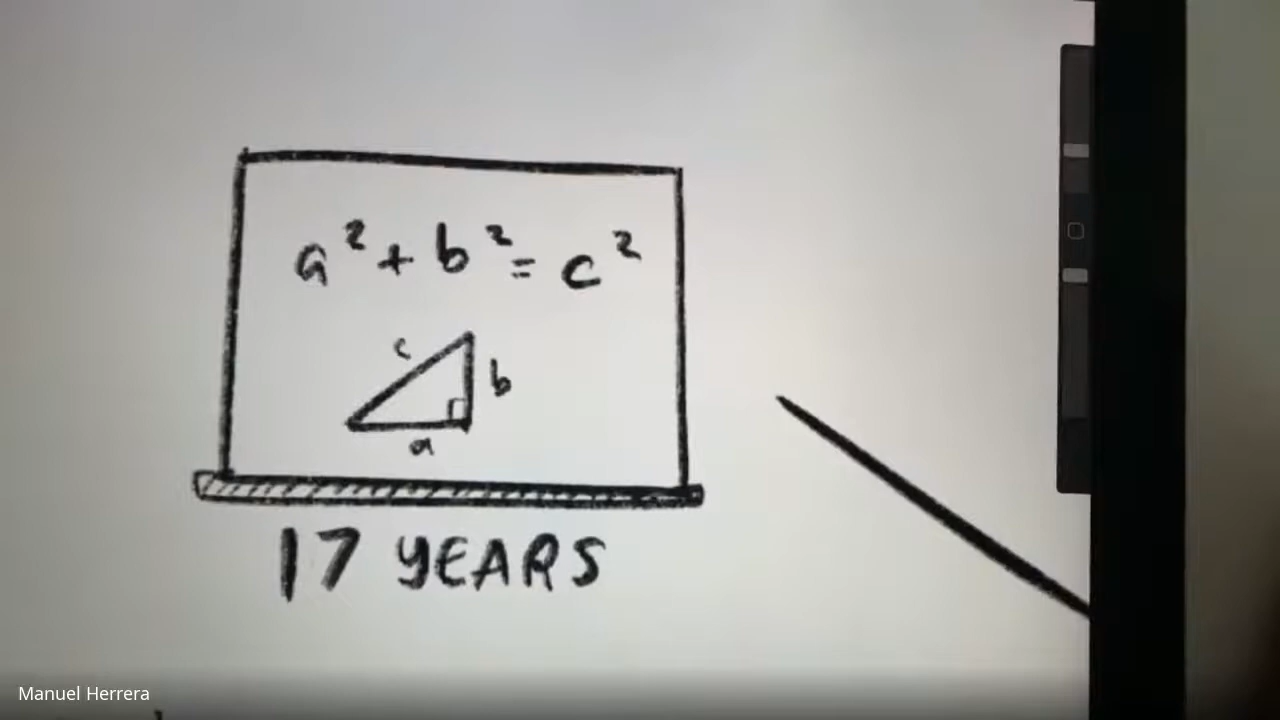 a² + b² = c²
c
b
a
17 YEARS
Manuel Herrera